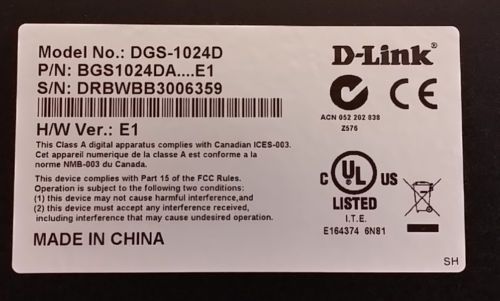 Model No.: DGS-1024D
P/N: BGS1024DA....E1
S/N: DRBWBB3006359
H/W Ver.: E1
This Class A digital apparatus complies with Canadian ICES-003.
Cet appareil numerique de la classe A est conforme a la
norme NMB-003 du Canada.
This device complies with Part 15 of the FCC Rules.
Operation is subject to the following two conditions:
(1) this device may not cause harmful interference,and
(2) this device must accept any interference received,
including interference that may cause undesired operation.
MADE IN CHINA
D-Link®
CE
ACN 052 202 838
Z576
C UL US
®
LISTED
I.T.E.
E164374 6N81
SH